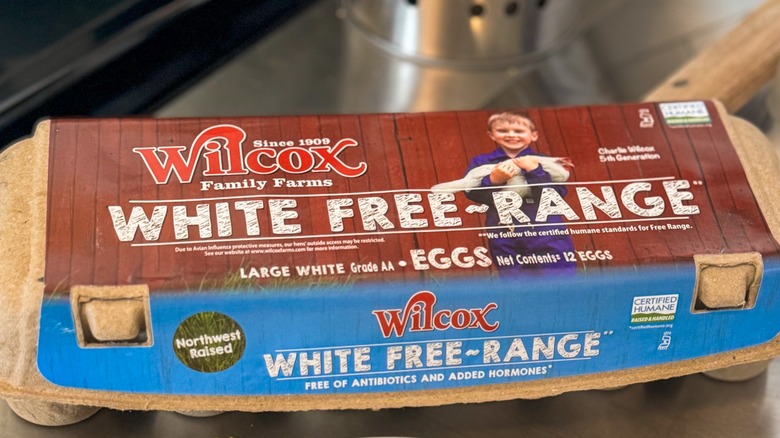 Since 1909
Wilcox
Family Farms
Charlie Wilcox
5th Generation
CERTIFIED
HUMANE
WHITE FREE~RANGE**
**We follow the certified humane standards for Free Range.
Due to Avian Influenza protective measures, our hens' outside access may be restricted.
See our website at www.wilcoxfarms.com for more information.
LARGE WHITE Grade AA • EGGS Net Contents: 12 EGGS
Wilcox
Northwest
Raised
WHITE FREE~RANGE**
FREE OF ANTIBIOTICS AND ADDED HORMONES*
CERTIFIED
HUMANE
RAISED & HANDLED
*certifiedhumane.org